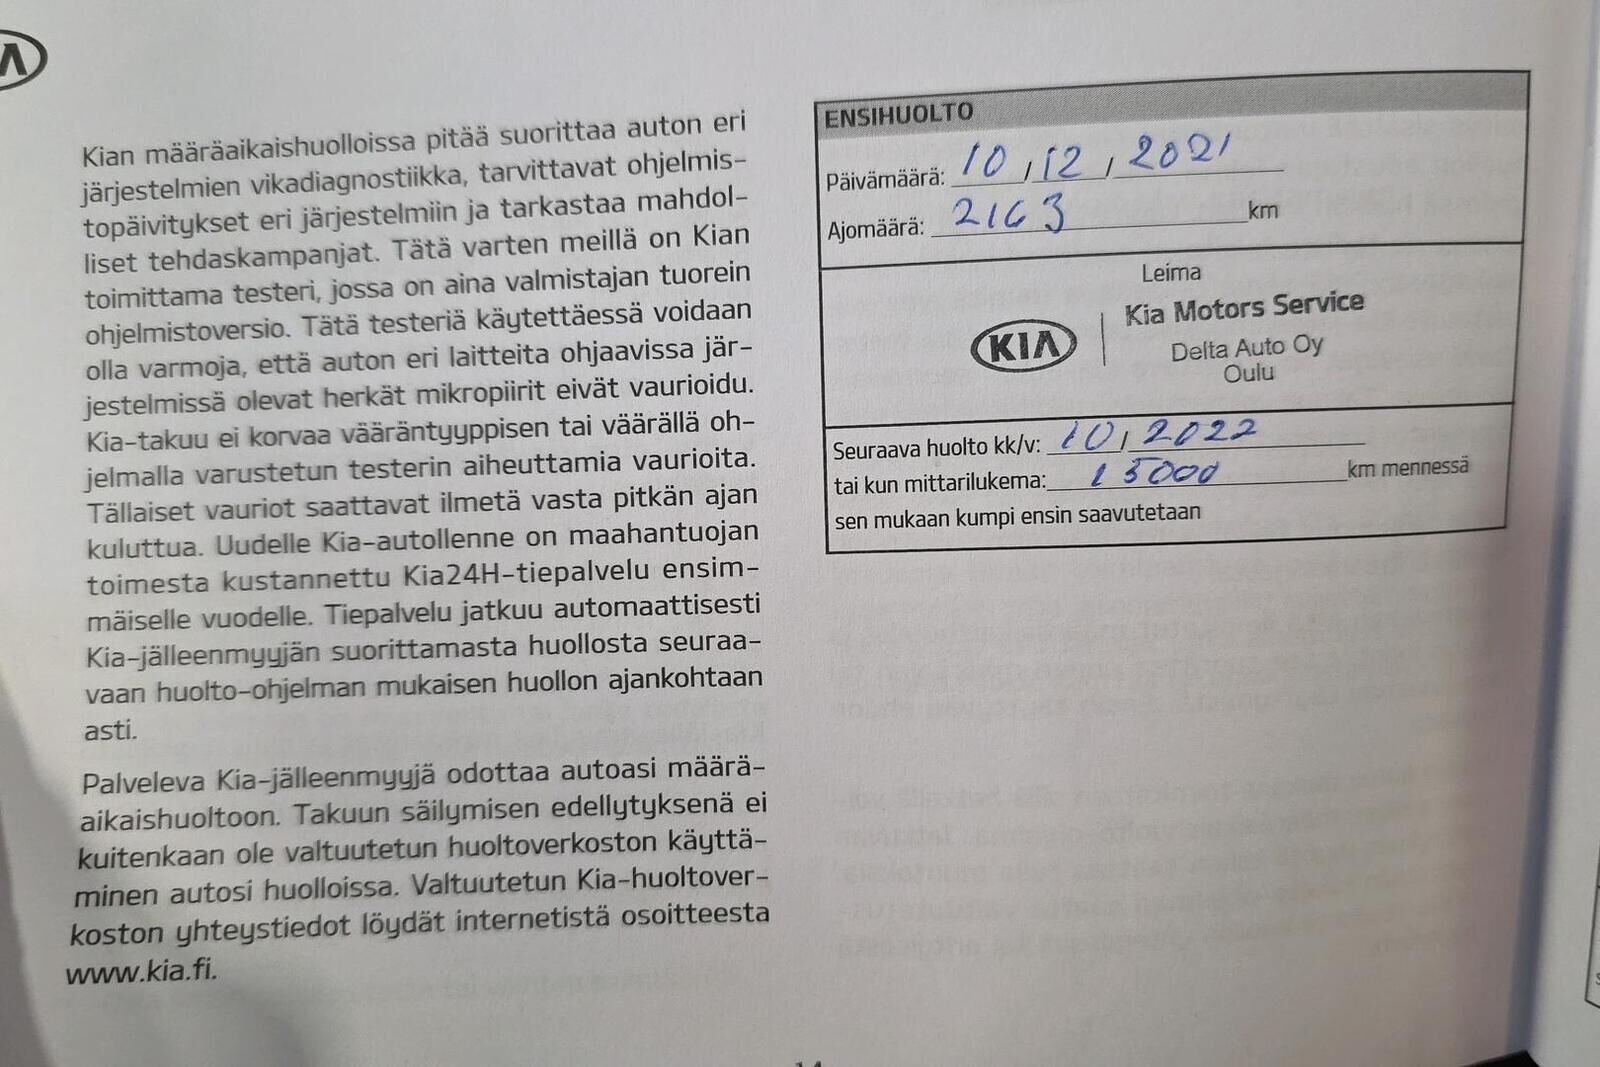 Kian määräaikaishuolloissa pitää suorittaa auton eri
järjestelmien vikadiagnostiikka, tarvittavat ohjelmis-
topäivitykset eri järjestelmiin ja tarkastaa mahdol-
liset tehdaskampanjat. Tätä varten meillä on Kian
toimittama testeri, jossa on aina valmistajan tuorein
ohjelmistoversio. Tätä testeriä käytettäessä voidaan
olla varmoja, että auton eri laitteita ohjaavissa jär-
jestelmissä olevat herkät mikropiirit eivät vaurioidu.
Kia-takuu ei korvaa vääräntyyppisen tai väärällä oh-
jelmalla varustetun testerin aiheuttamia vaurioita.
Tällaiset vauriot saattavat ilmetä vasta pitkän ajan
kuluttua. Uudelle Kia-autollenne on maahantuojan
toimesta kustannettu Kia24H-tiepalvelu ensim-
mäiselle vuodelle. Tiepalvelu jatkuu automaattisesti
Kia-jälleenmyyjän suorittamasta huollosta seuraa-
vaan huolto-ohjelman mukaisen huollon ajankohtaan
asti.
Palveleva Kia-jälleenmyyjä odottaa autoasi määrä-
aikaishuoltoon. Takuun säilymisen edellytyksenä ei
kuitenkaan ole valtuutetun huoltoverkoston käyttä-
minen autosi huolloissa. Valtuutetun Kia-huoltover-
koston yhteystiedot löydät internetistä osoitteesta
www.kia.fi.
ENSIHUOLTO
Päivämäärä: 10 / 12 / 2021
Ajomäärä: 2163 km
Leima
KIA
Kia Motors Service
Delta Auto Oy
Oulu
Seuraava huolto kk/v: 10 / 2022
tai kun mittarilukema: 15000 km mennessä
sen mukaan kumpi ensin saavutetaan